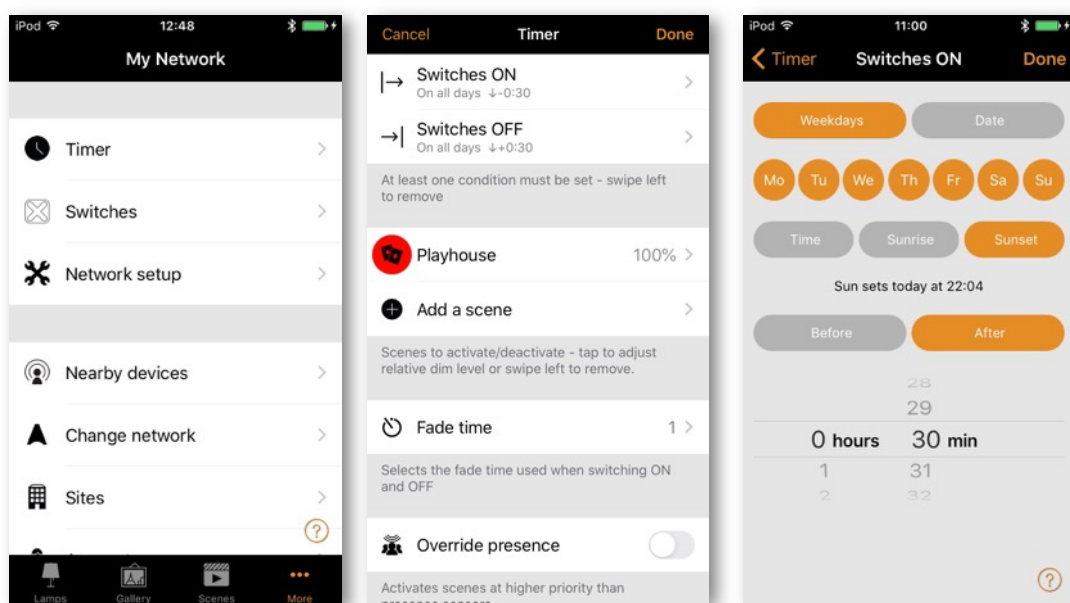 iPod 12:48
My Network
Timer
Switches
Network setup
Nearby devices
Change network
Sites
?
Lamps Gallery Scenes More
Cancel Timer Done
Switches ON
On all days ↓-0:30
Switches OFF
On all days ↓+0:30
At least one condition must be set - swipe left
to remove
Playhouse 100%
Add a scene
Scenes to activate/deactivate - tap to adjust
relative dim level or swipe left to remove.
Fade time 1
Selects the fade time used when switching ON
and OFF
Override presence
Activates scenes at higher priority than
iPod 11:00
Timer Switches ON Done
Weekdays Date
Mo Tu We Th Fr Sa Su
Time Sunrise Sunset
Sun sets today at 22:04
Before After
28
29
0 hours 30 min
1 31
2 32
?